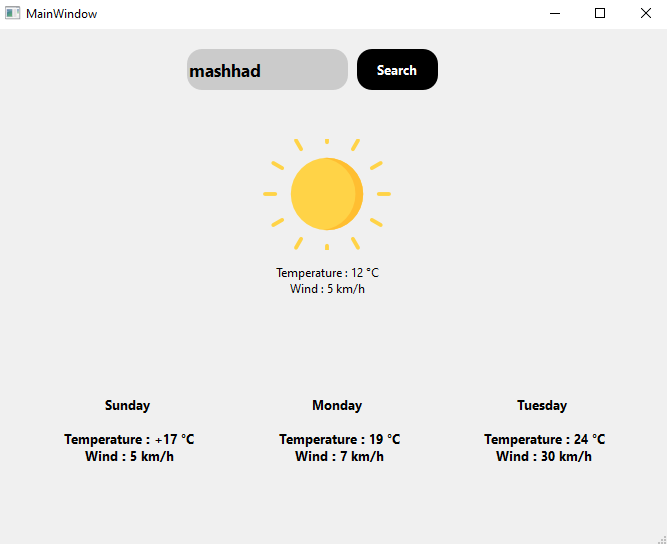 MainWindow
mashhad
Search
Temperature : 12 °C
Wind : 5 km/h
Sunday
Monday
Tuesday
Temperature : +17 °C
Temperature : 19 °C
Temperature : 24 °C
Wind : 5 km/h
Wind : 7 km/h
Wind : 30 km/h